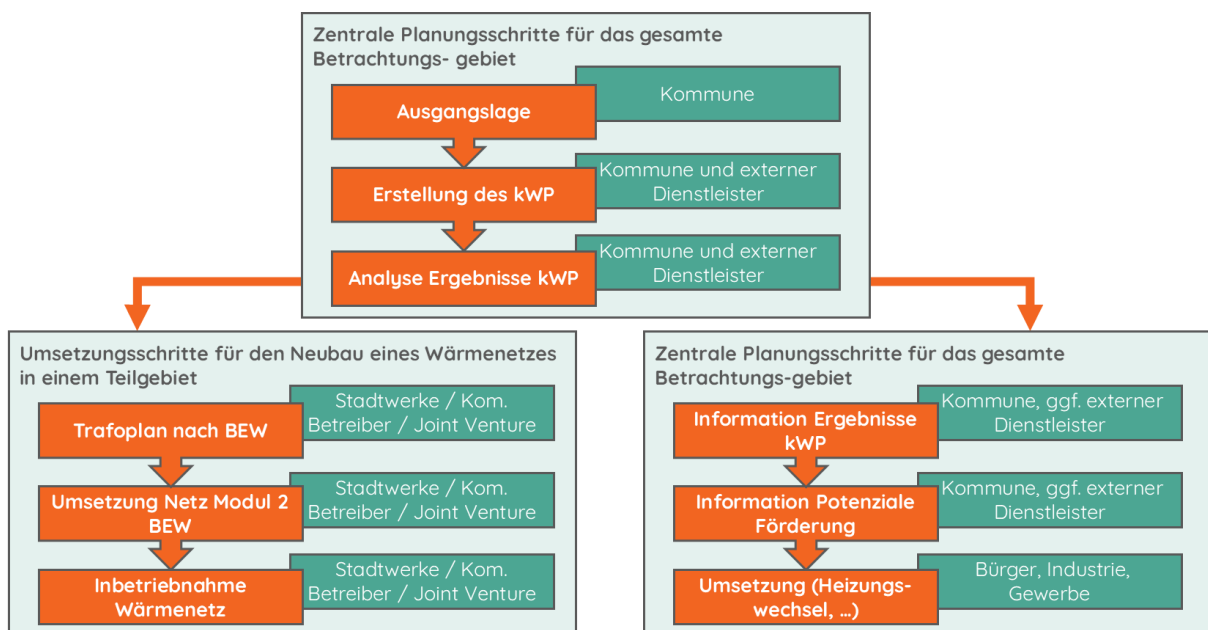 Zentrale Planungsschritte für das gesamte
Betrachtungs- gebiet
Ausgangslage
Kommune
Erstellung des kWP
Kommune und externer
Dienstleister
Analyse Ergebnisse kWP
Kommune und externer
Dienstleister
Umsetzungsschritte für den Neubau eines Wärmenetzes
in einem Teilgebiet
Trafoplan nach BEW
Stadtwerke / Kom.
Betreiber / Joint Venture
Umsetzung Netz Modul 2
BEW
Stadtwerke / Kom.
Betreiber / Joint Venture
Inbetriebnahme
Wärmenetz
Stadtwerke / Kom.
Betreiber / Joint Venture
Zentrale Planungsschritte für das gesamte
Betrachtungs-gebiet
Information Ergebnisse
kWP
Kommune, ggf. externer
Dienstleister
Information Potenziale
Förderung
Kommune, ggf. externer
Dienstleister
Umsetzung (Heizungs-
wechsel, ...)
Bürger, Industrie,
Gewerbe